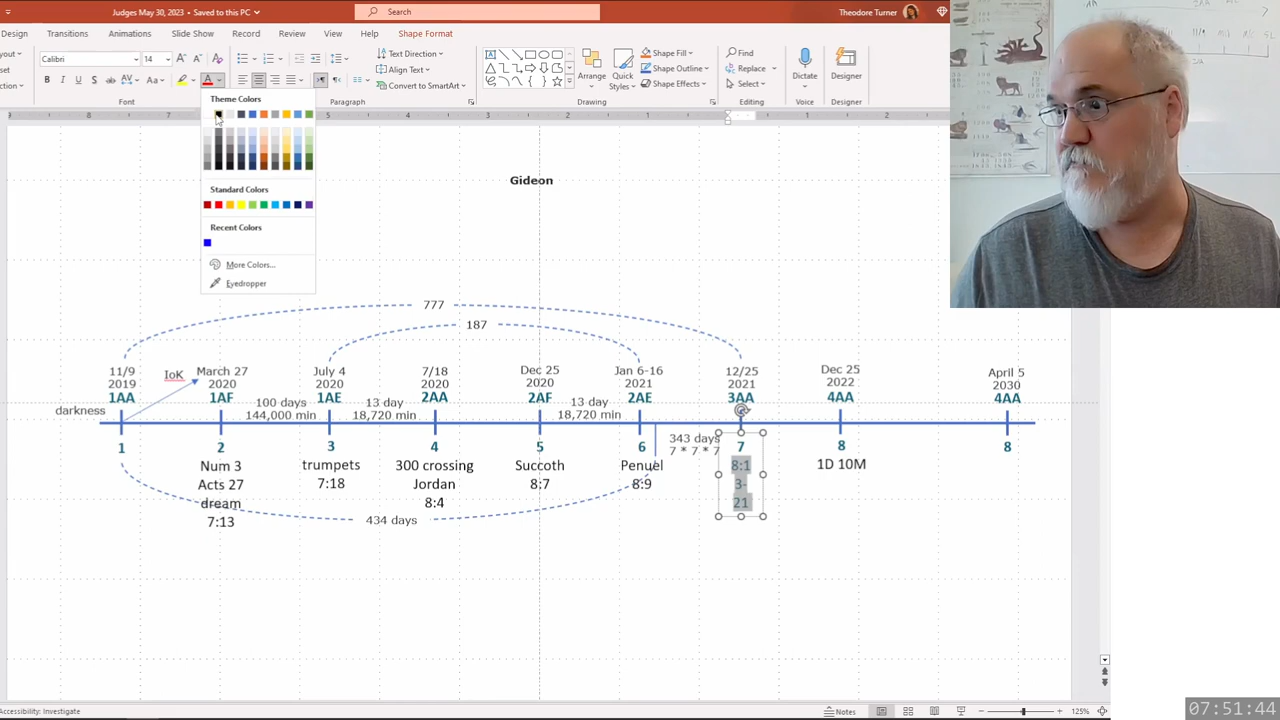 Judges May 30, 2023 • Saved to this PC
Search
Theodore Turner
Design
Transitions
Animations
Slide Show
Record
Review
View
Help
Shape Format
Calibri
14
Text Direction
Align Text
Convert to SmartArt
Arrange
Quick
Styles
Shape Fill
Shape Outline
Shape Effects
Find
Replace
Select
Dictate
Designer
Font
Paragraph
Drawing
Editing
Voice
Designer
Theme Colors
Standard Colors
Recent Colors
More Colors...
Eyedropper
Gideon
777
187
11/9
2019
1AA
IoK
March 27
2020
1AF
July 4
2020
1AE
7/18
2020
2AA
Dec 25
2020
2AF
Jan 6-16
2021
2AE
12/25
2021
3AA
Dec 25
2022
4AA
April 5
2030
4AA
darkness
100 days
144,000 min
13 day
18,720 min
13 day
18,720 min
343 days
7 * 7 * 7
1
2
3
4
5
6
7
8
8
Num 3
Acts 27
dream
7:13
trumpets
7:18
300 crossing
Jordan
8:4
Succoth
8:7
Penuel
8:9
8:1
3-
21
1D 10M
434 days
Accessibility: Investigate
Notes
125%
07:51:44